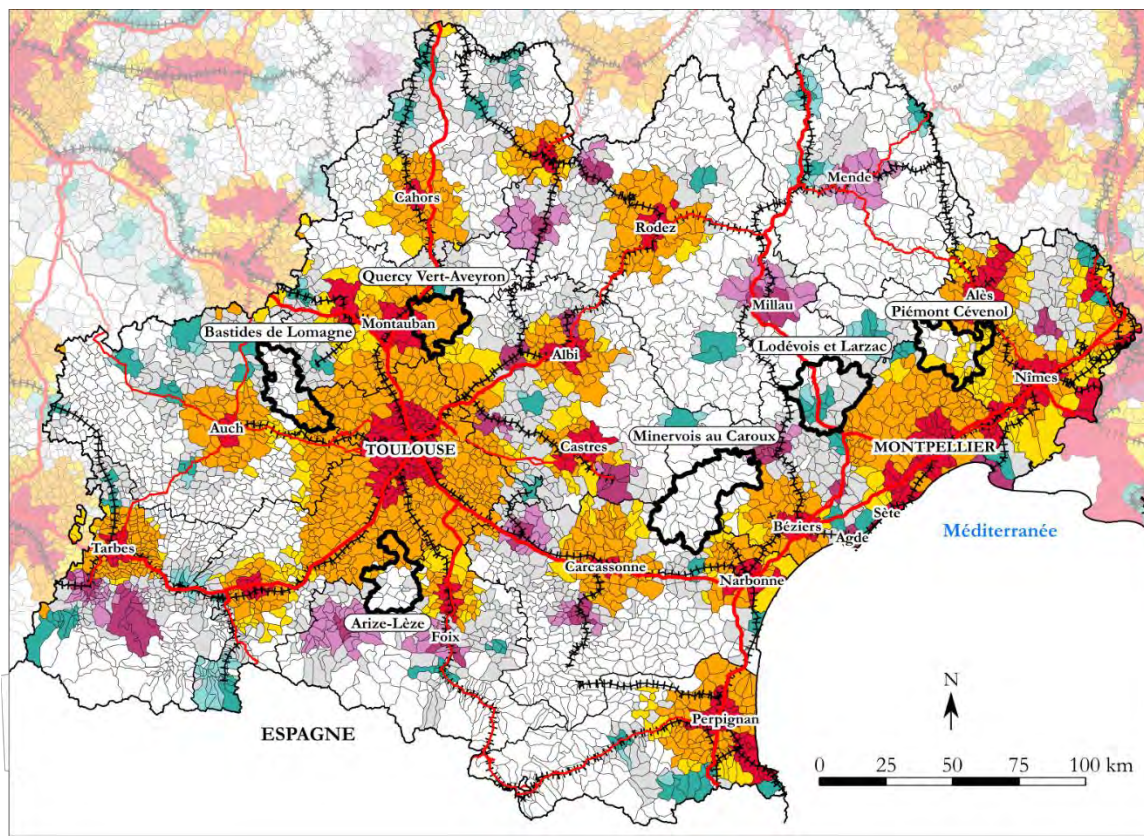 Mende
Cahors
Rodez
Quercy Vert-Aveyron
Millau
Alès
Piémont Cévenol
Bastides de Lomagne
Montauban
Lodévois et Larzac
Albi
Nîmes
Auch
Minervois au Caroux
MONTPELLIER
TOULOUSE
Castres
Sète
Béziers
Agde
Méditerranée
Tarbes
Carcassonne
Narbonne
Arize-Lèze
Foix
N
Perpignan
ESPAGNE
0 25 50 75 100 km